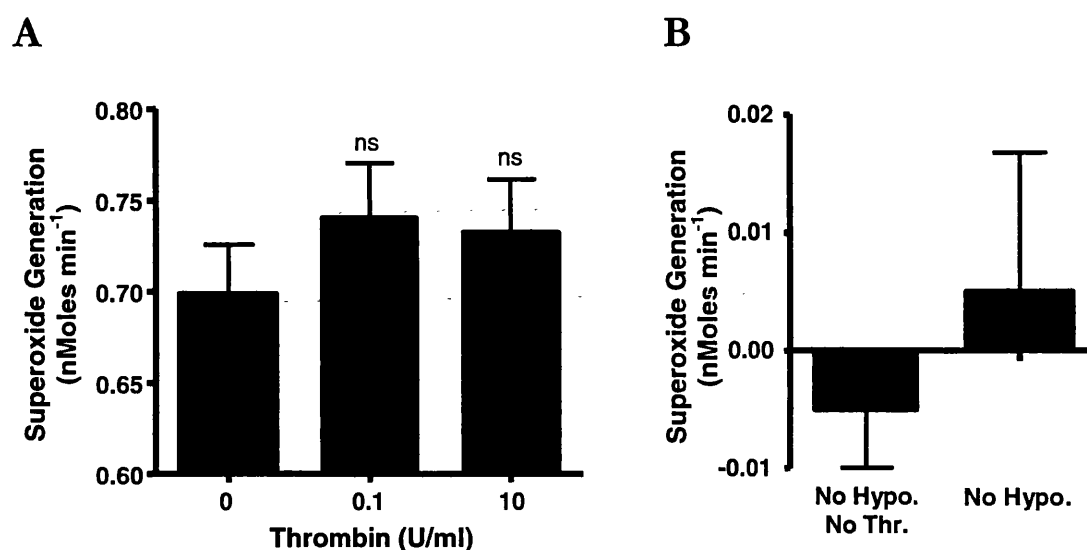 A
Superoxide Generation
(nMoles min⁻¹)
0.80
0.75
0.70
0.65
0.60
ns
ns
0
0.1
10
Thrombin (U/ml)
B
Superoxide Generation
(nMoles min⁻¹)
0.02
0.01
0.00
-0.01
No Hypo.
No Thr.
No Hypo.